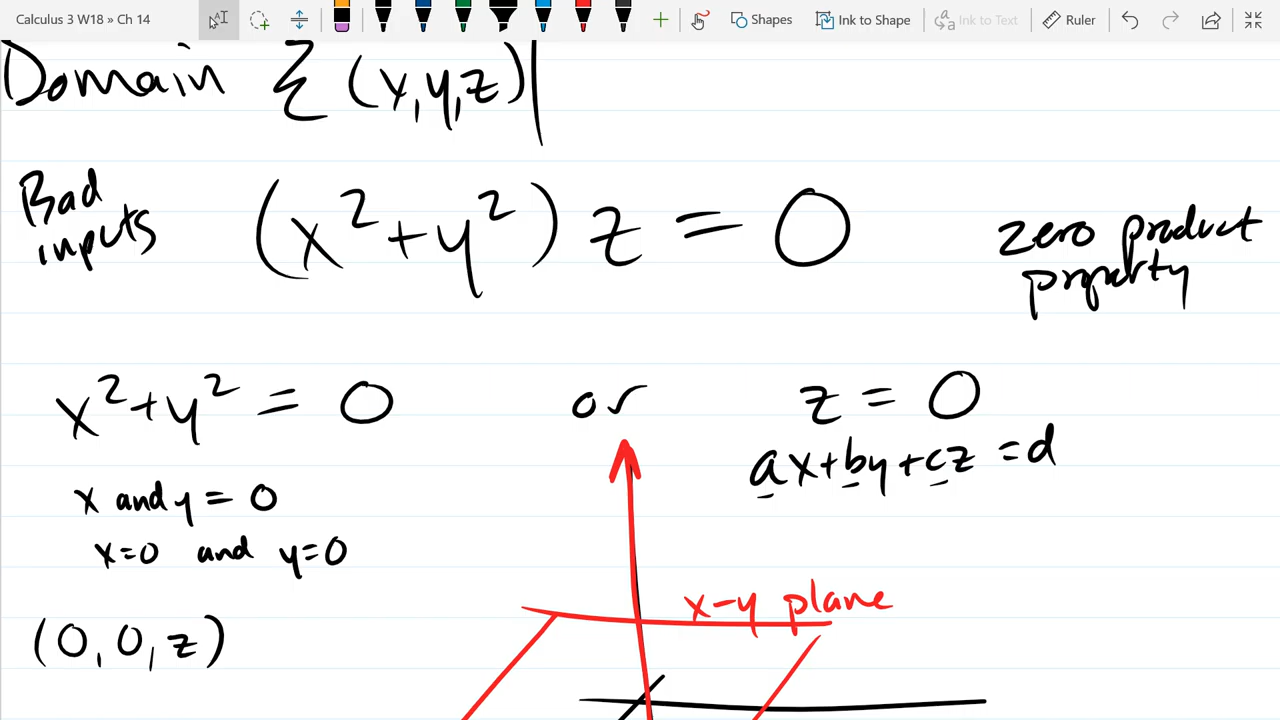 Calculus 3 W18 » Ch 14
Shapes
Ink to Shape
Ink to Text
Ruler
Domain { (x,y,z)|
Bad inputs
(x²+y²) z = 0
zero product property
x²+y² = 0 or z = 0
ax+by+cz = d
x and y = 0
x=0 and y=0
x-y plane
(0,0,z)